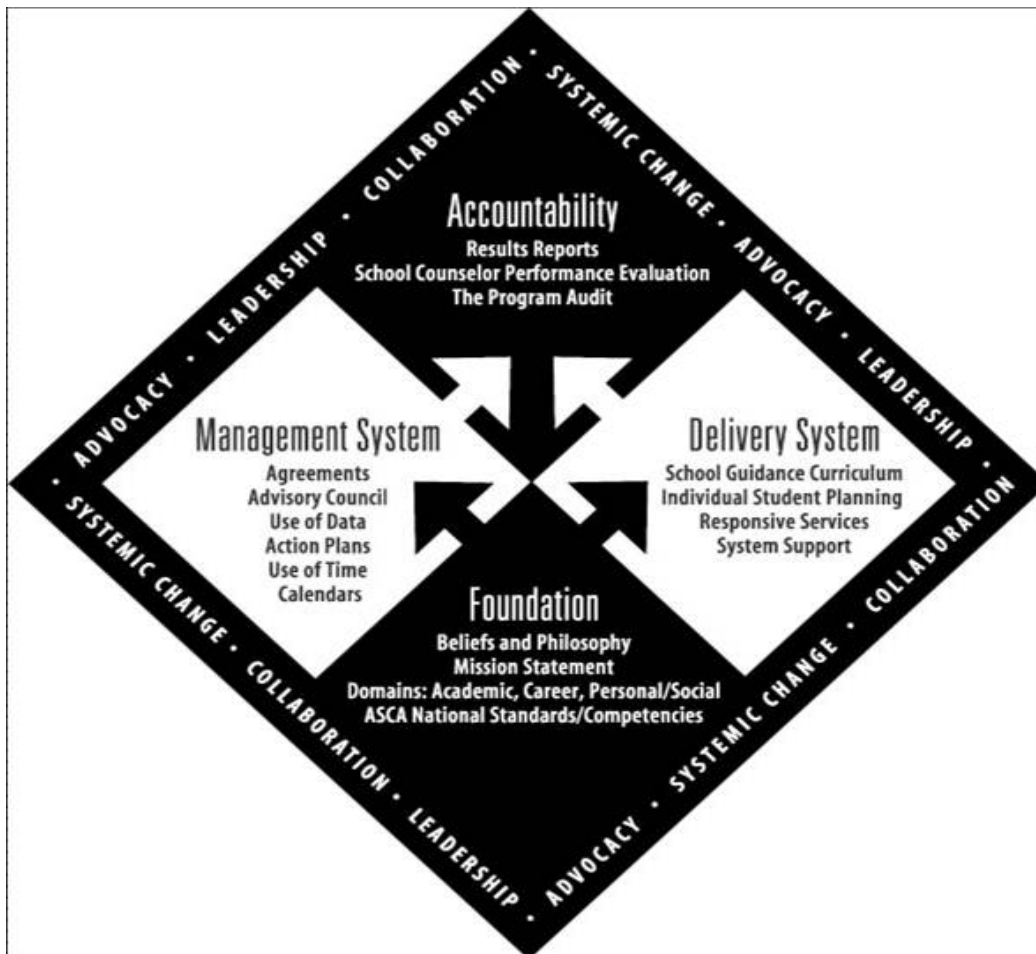 ADVOCACY • LEADERSHIP • COLLABORATION •
SYSTEMIC CHANGE • ADVOCACY • LEADERSHIP •
Accountability
Results Reports
School Counselor Performance Evaluation
The Program Audit
Management System
Agreements
Advisory Council
Use of Data
Action Plans
Use of Time
Calendars
Delivery System
School Guidance Curriculum
Individual Student Planning
Responsive Services
System Support
Foundation
Beliefs and Philosophy
Mission Statement
Domains: Academic, Career, Personal/Social
ASCA National Standards/Competencies
• SYSTEMIC CHANGE • COLLABORATION • LEADERSHIP
• ADVOCACY • SYSTEMIC CHANGE • COLLABORATION